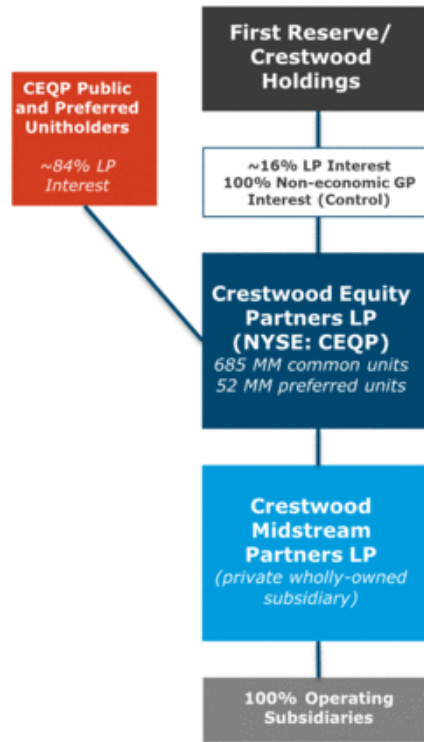 First Reserve/
Crestwood
Holdings
CEQP Public
and Preferred
Unitholders
~84% LP
Interest
~16% LP Interest
100% Non-economic GP
Interest (Control)
Crestwood Equity
Partners LP
(NYSE: CEQP)
685 MM common units
52 MM preferred units
Crestwood
Midstream
Partners LP
(private wholly-owned
subsidiary)
100% Operating
Subsidiaries